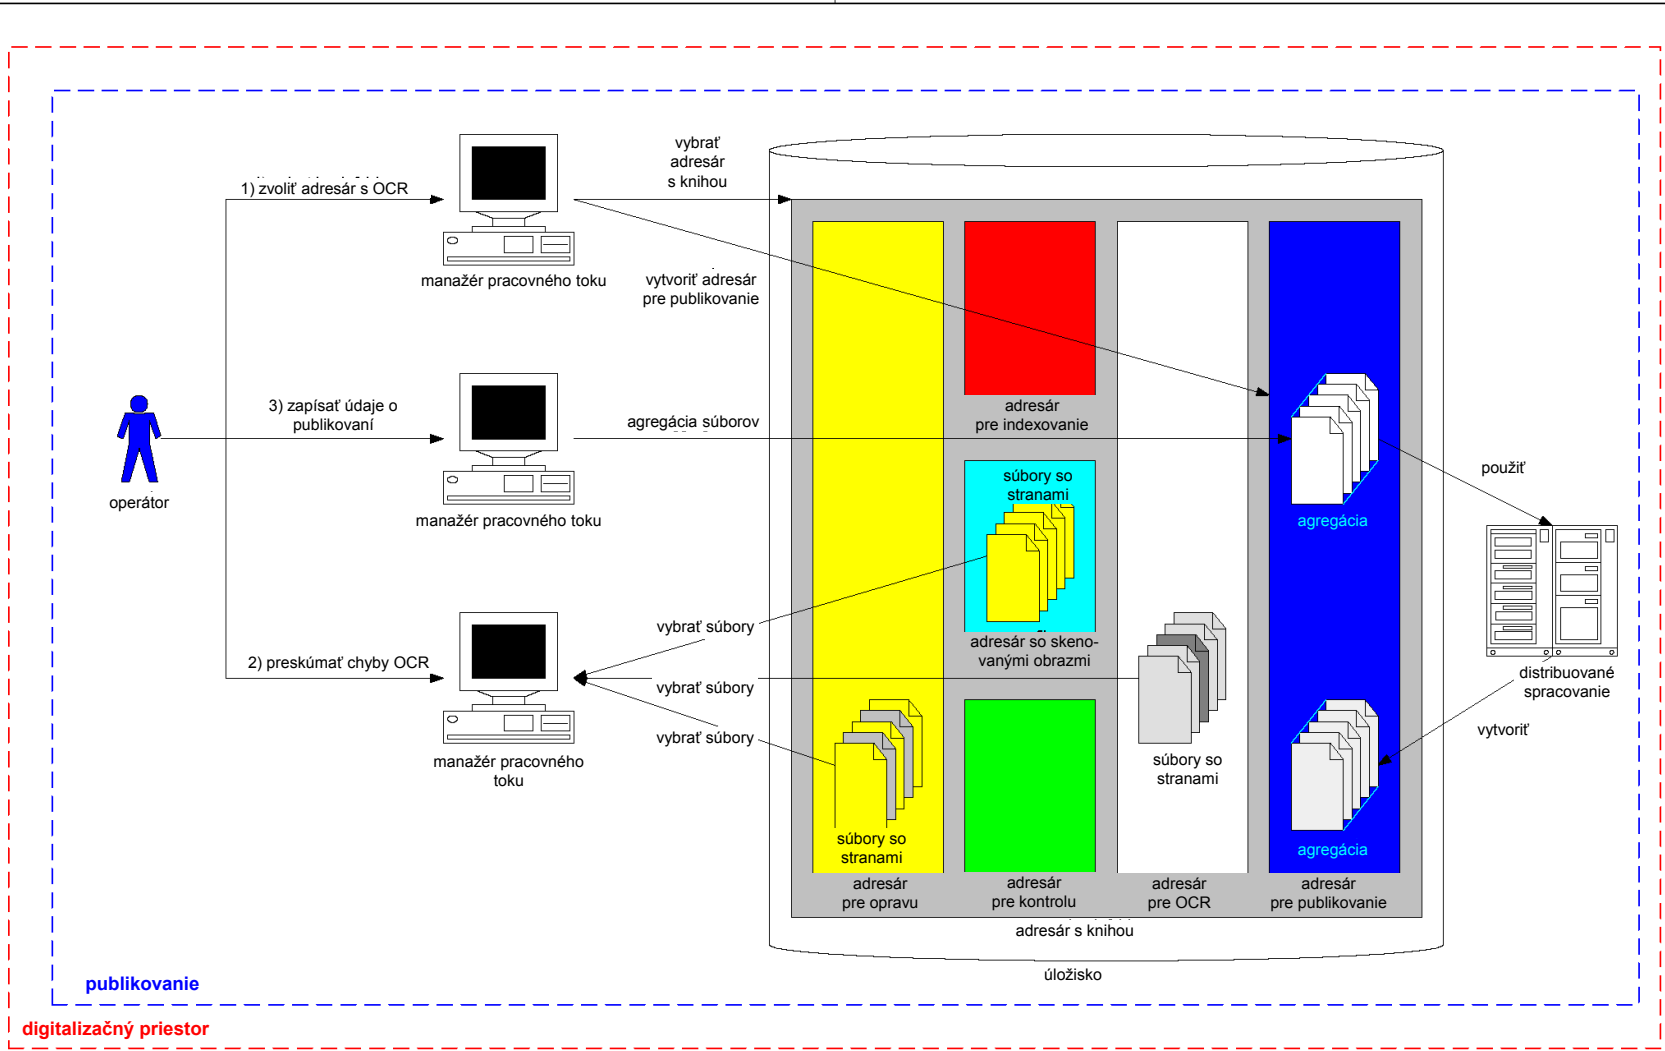 1) zvoliť adresár s OCR
manažér pracovného toku
vybrať
adresár
s knihou
vytvoriť adresár
pre publikovanie
3) zapísať údaje o
publikovaní
operátor
manažér pracovného toku
agregácia súborov
2) preskúmať chyby OCR
manažér pracovného
toku
vybrať súbory
vybrať súbory
vybrať súbory
adresár
pre indexovanie
súbory so
stranami
adresár so skeno-
vanými obrazmi
súbory so
stranami
súbory so
stranami
agregácia
agregácia
použiť
distribuované
spracovanie
vytvoriť
adresár
pre opravu
adresár
pre kontrolu
adresár
pre OCR
adresár
pre publikovanie
adresár s knihou
úložisko
publikovanie
digitalizačný priestor